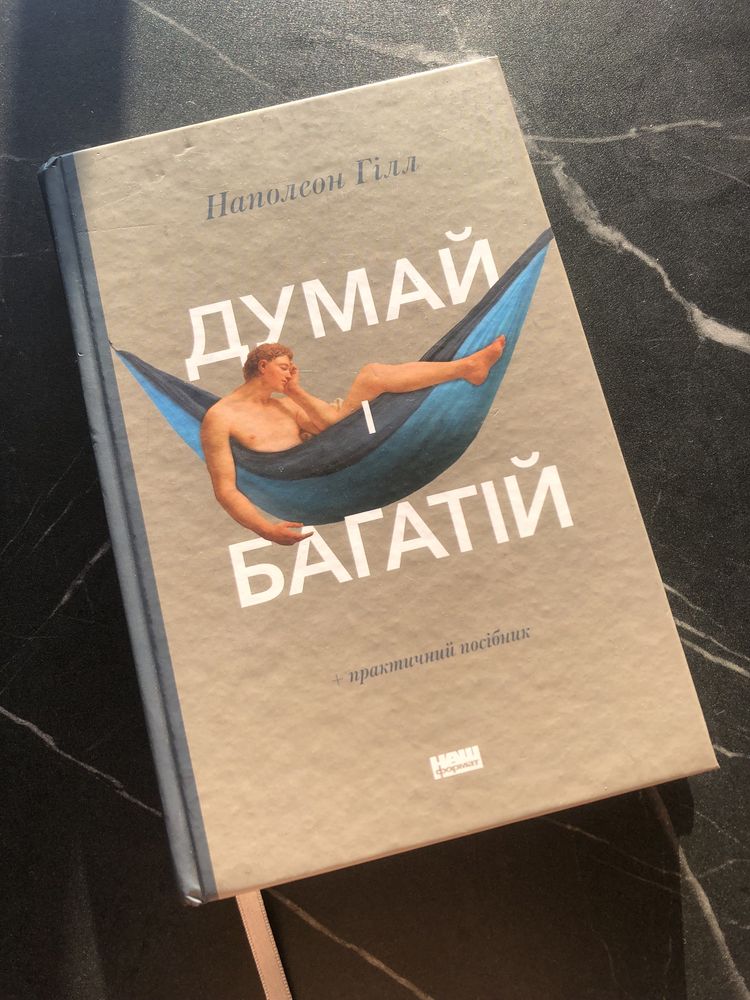 Наполеон Гілл
ДУМАЙ
І
БАГАТІЙ
+ практичний посібник
НАШ
формат